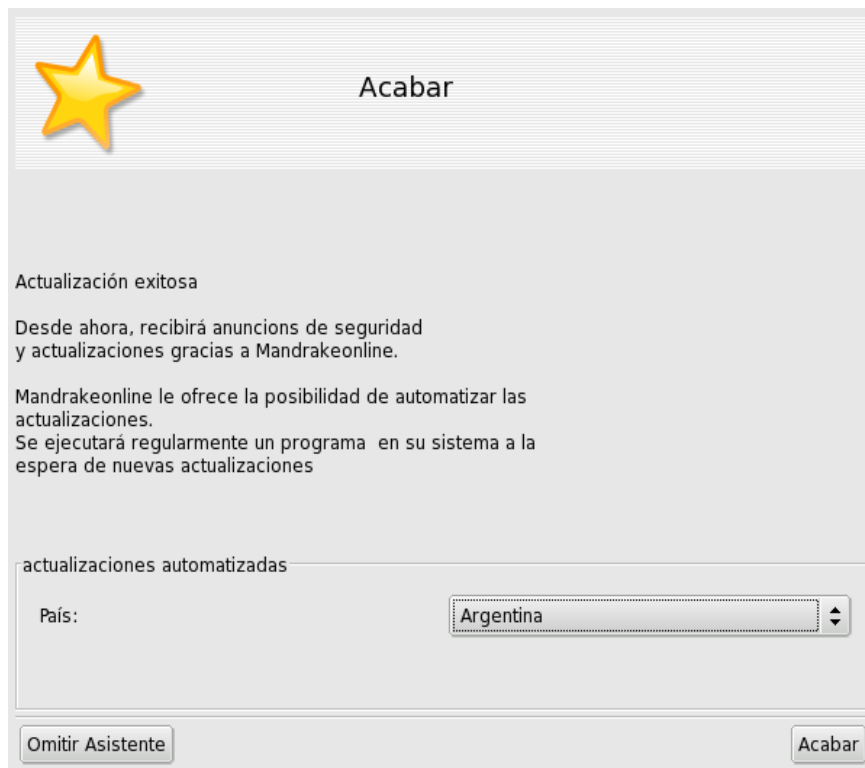 Acabar
Actualización exitosa
Desde ahora, recibirá anuncions de seguridad
y actualizaciones gracias a Mandrakeonline.
Mandrakeonline le ofrece la posibilidad de automatizar las
actualizaciones.
Se ejecutará regularmente un programa  en su sistema a la
espera de nuevas actualizaciones
actualizaciones automatizadas
País:
Argentina
Omitir Asistente
Acabar